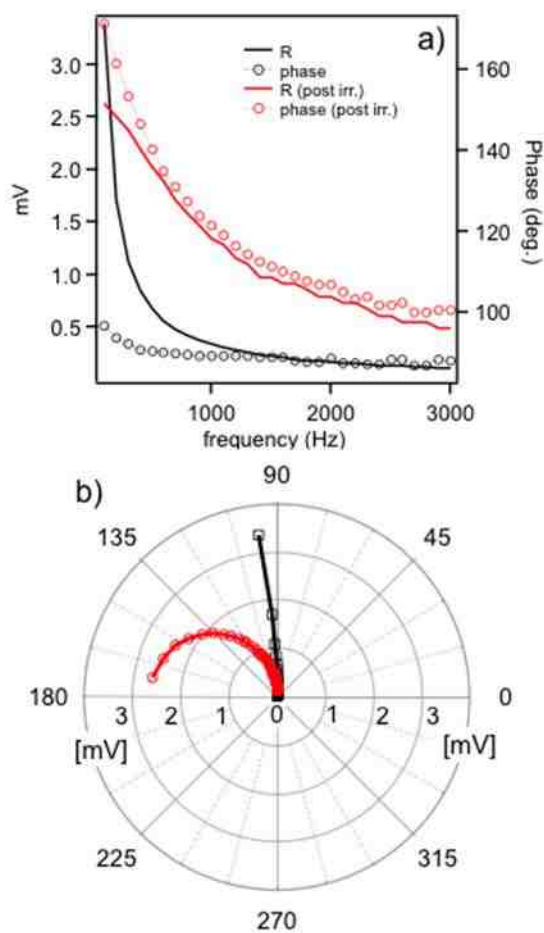 a)
R
phase
R (post irr.)
phase (post irr.)
3.0
2.5
2.0
1.5
1.0
0.5
mV
160
140
120
100
Phase (deg.)
1000
2000
3000
frequency (Hz)
b)
90
135
45
180
3
2
1
0
1
2
3
0
[mV]
[mV]
225
315
270